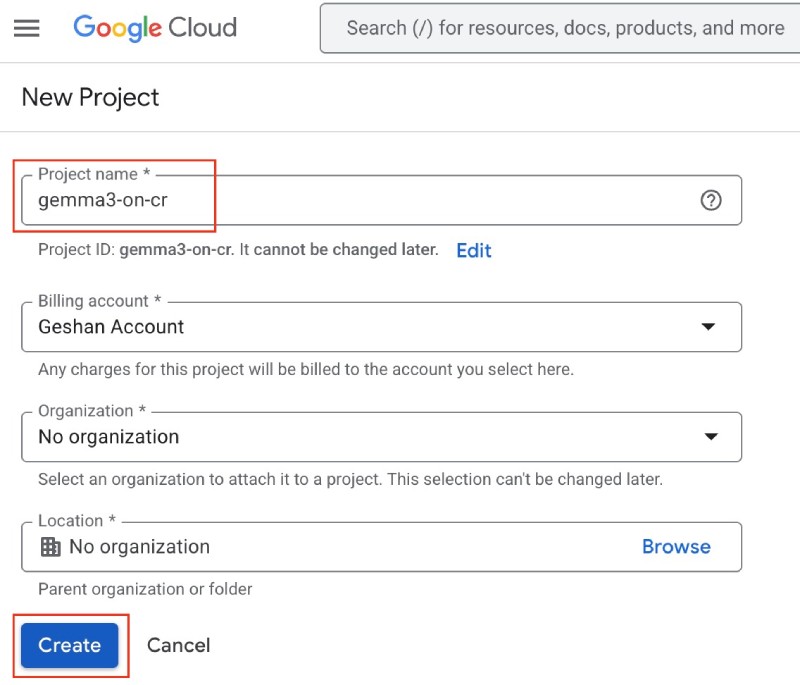 Google Cloud
Search (/) for resources, docs, products, and more
New Project
Project name *
gemma3-on-cr
Project ID: gemma3-on-cr. It cannot be changed later. Edit
Billing account *
Geshan Account
Any charges for this project will be billed to the account you select here.
Organization *
No organization
Select an organization to attach it to a project. This selection can't be changed later.
Location *
No organization Browse
Parent organization or folder
Create Cancel